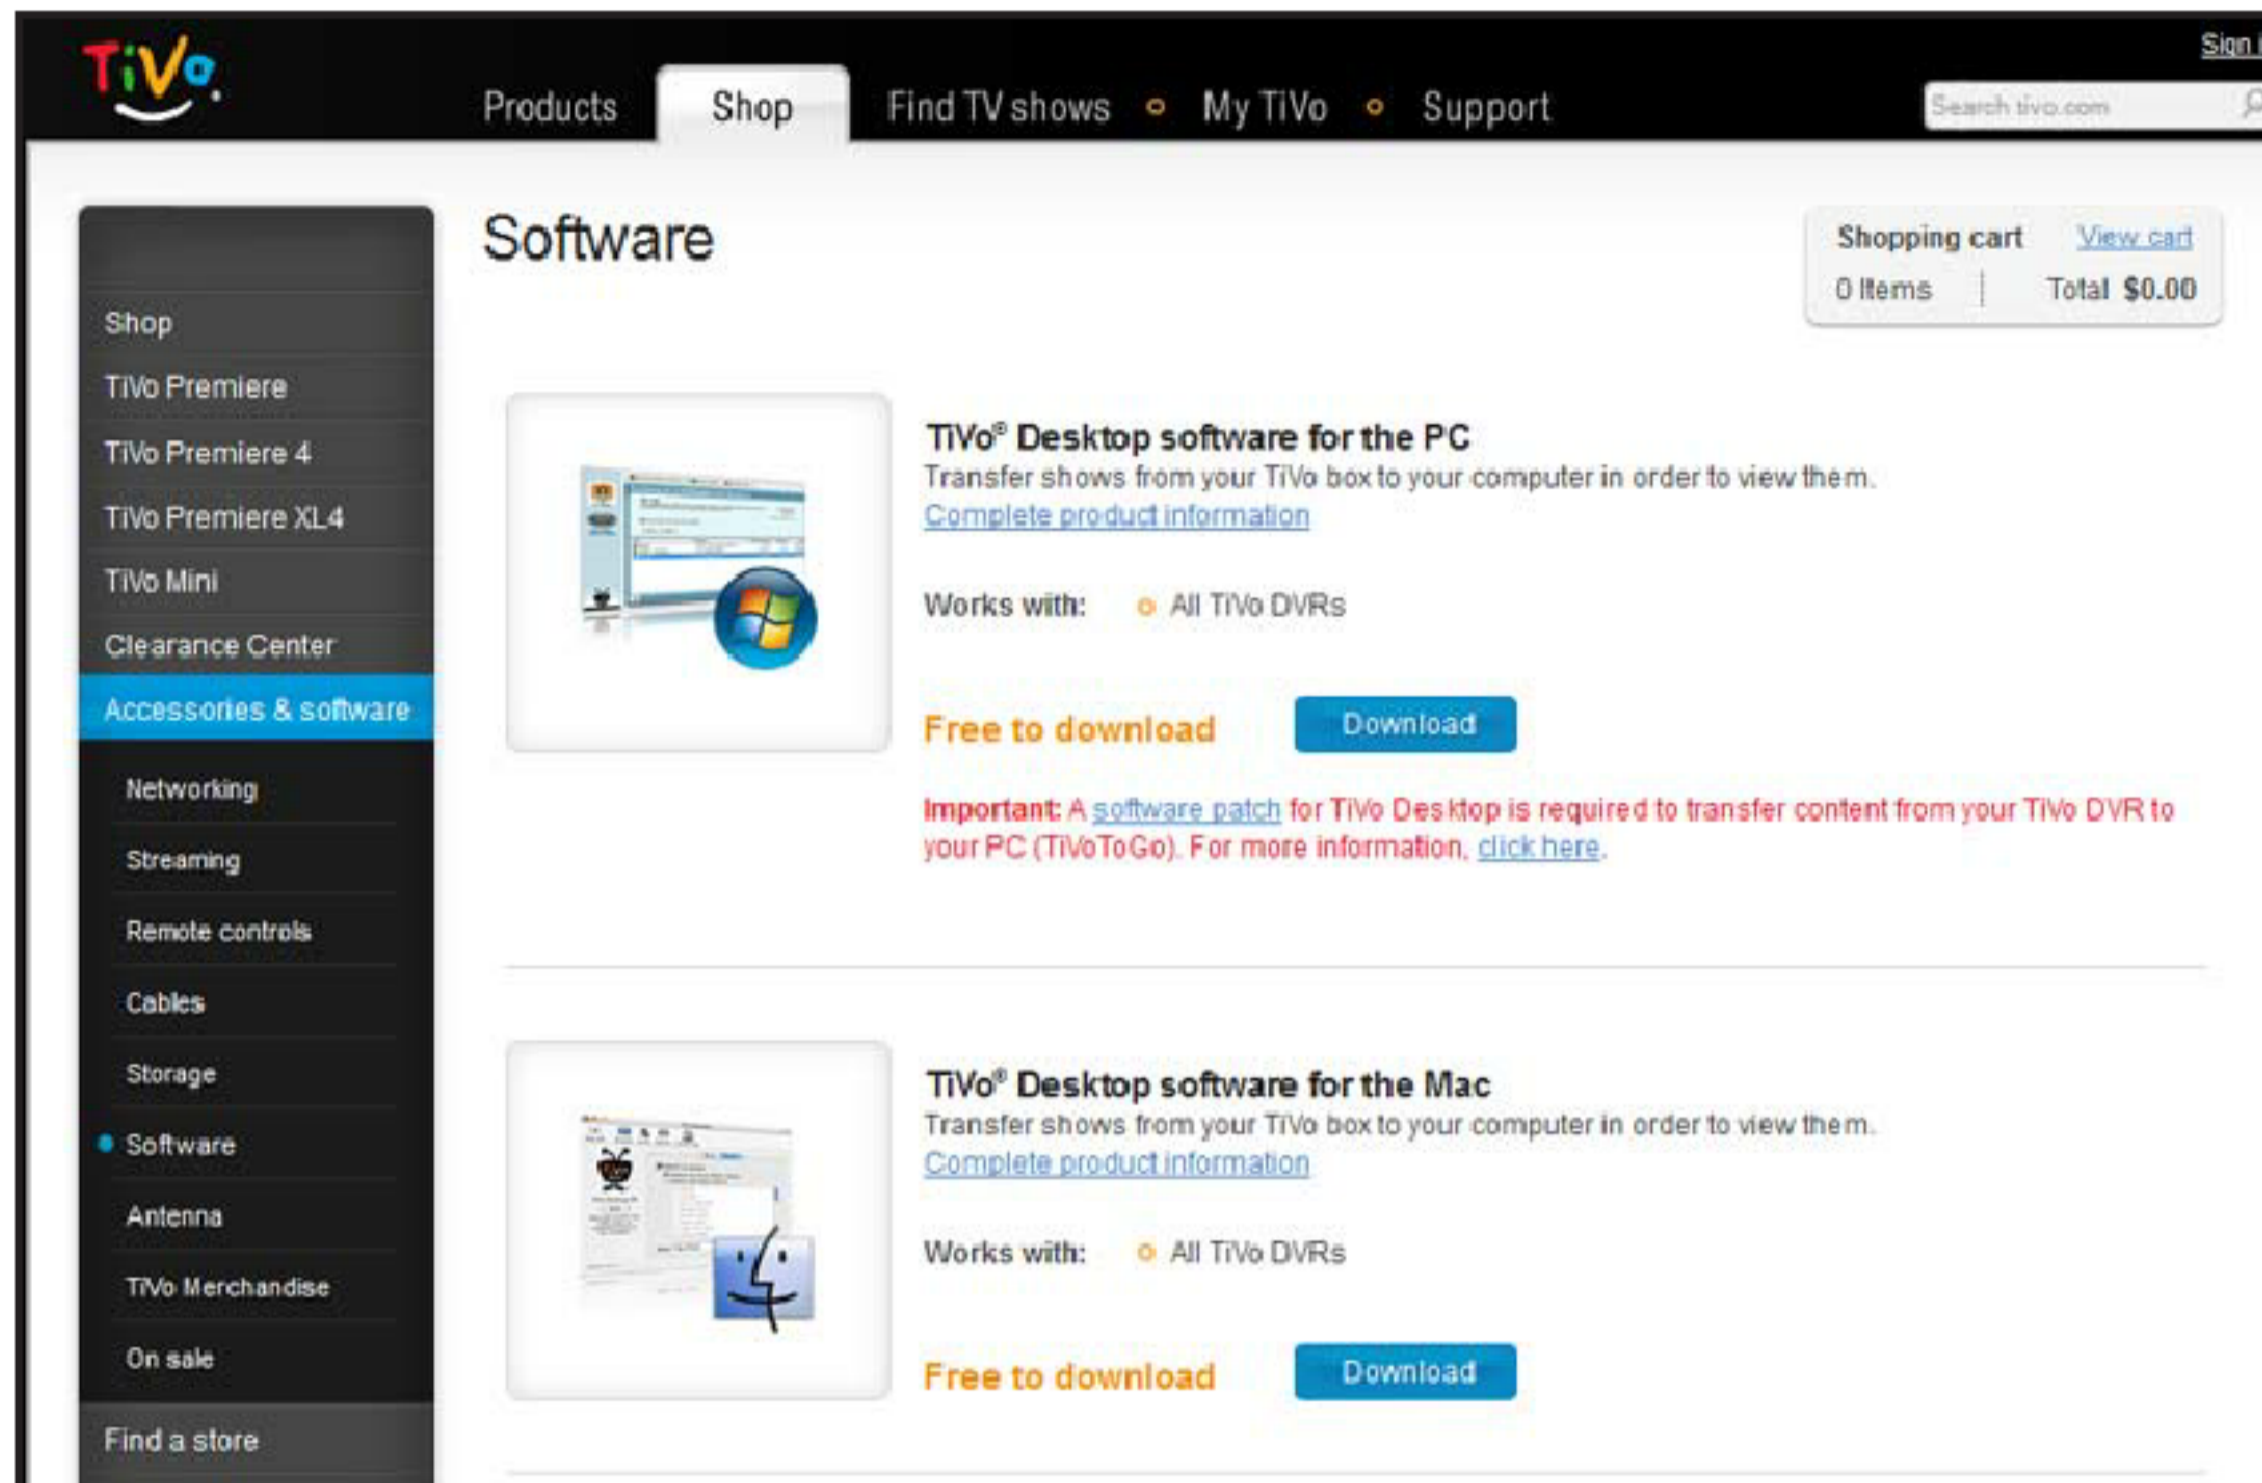 TiVo
Sign i
Products
Shop
Find TV shows
My TiVo
Support
Search tivo.com
Software
Shopping cart View cart
0 Items Total $0.00
Shop
TiVo Premiere
TiVo Premiere 4
TiVo Premiere XL4
TiVo Mini
Clearance Center
Accessories & software
Networking
Streaming
Remote controls
Cables
Storage
Software
Antenna
TiVo Merchandise
On sale
Find a store
TiVo® Desktop software for the PC
Transfer shows from your TiVo box to your computer in order to view them.
Complete product information
Works with: All TiVo DVRs
Free to download Download
Important: A software patch for TiVo Desktop is required to transfer content from your TiVo DVR to
your PC (TiVoToGo). For more information, click here.
TiVo® Desktop software for the Mac
Transfer shows from your TiVo box to your computer in order to view them.
Complete product information
Works with: All TiVo DVRs
Free to download Download